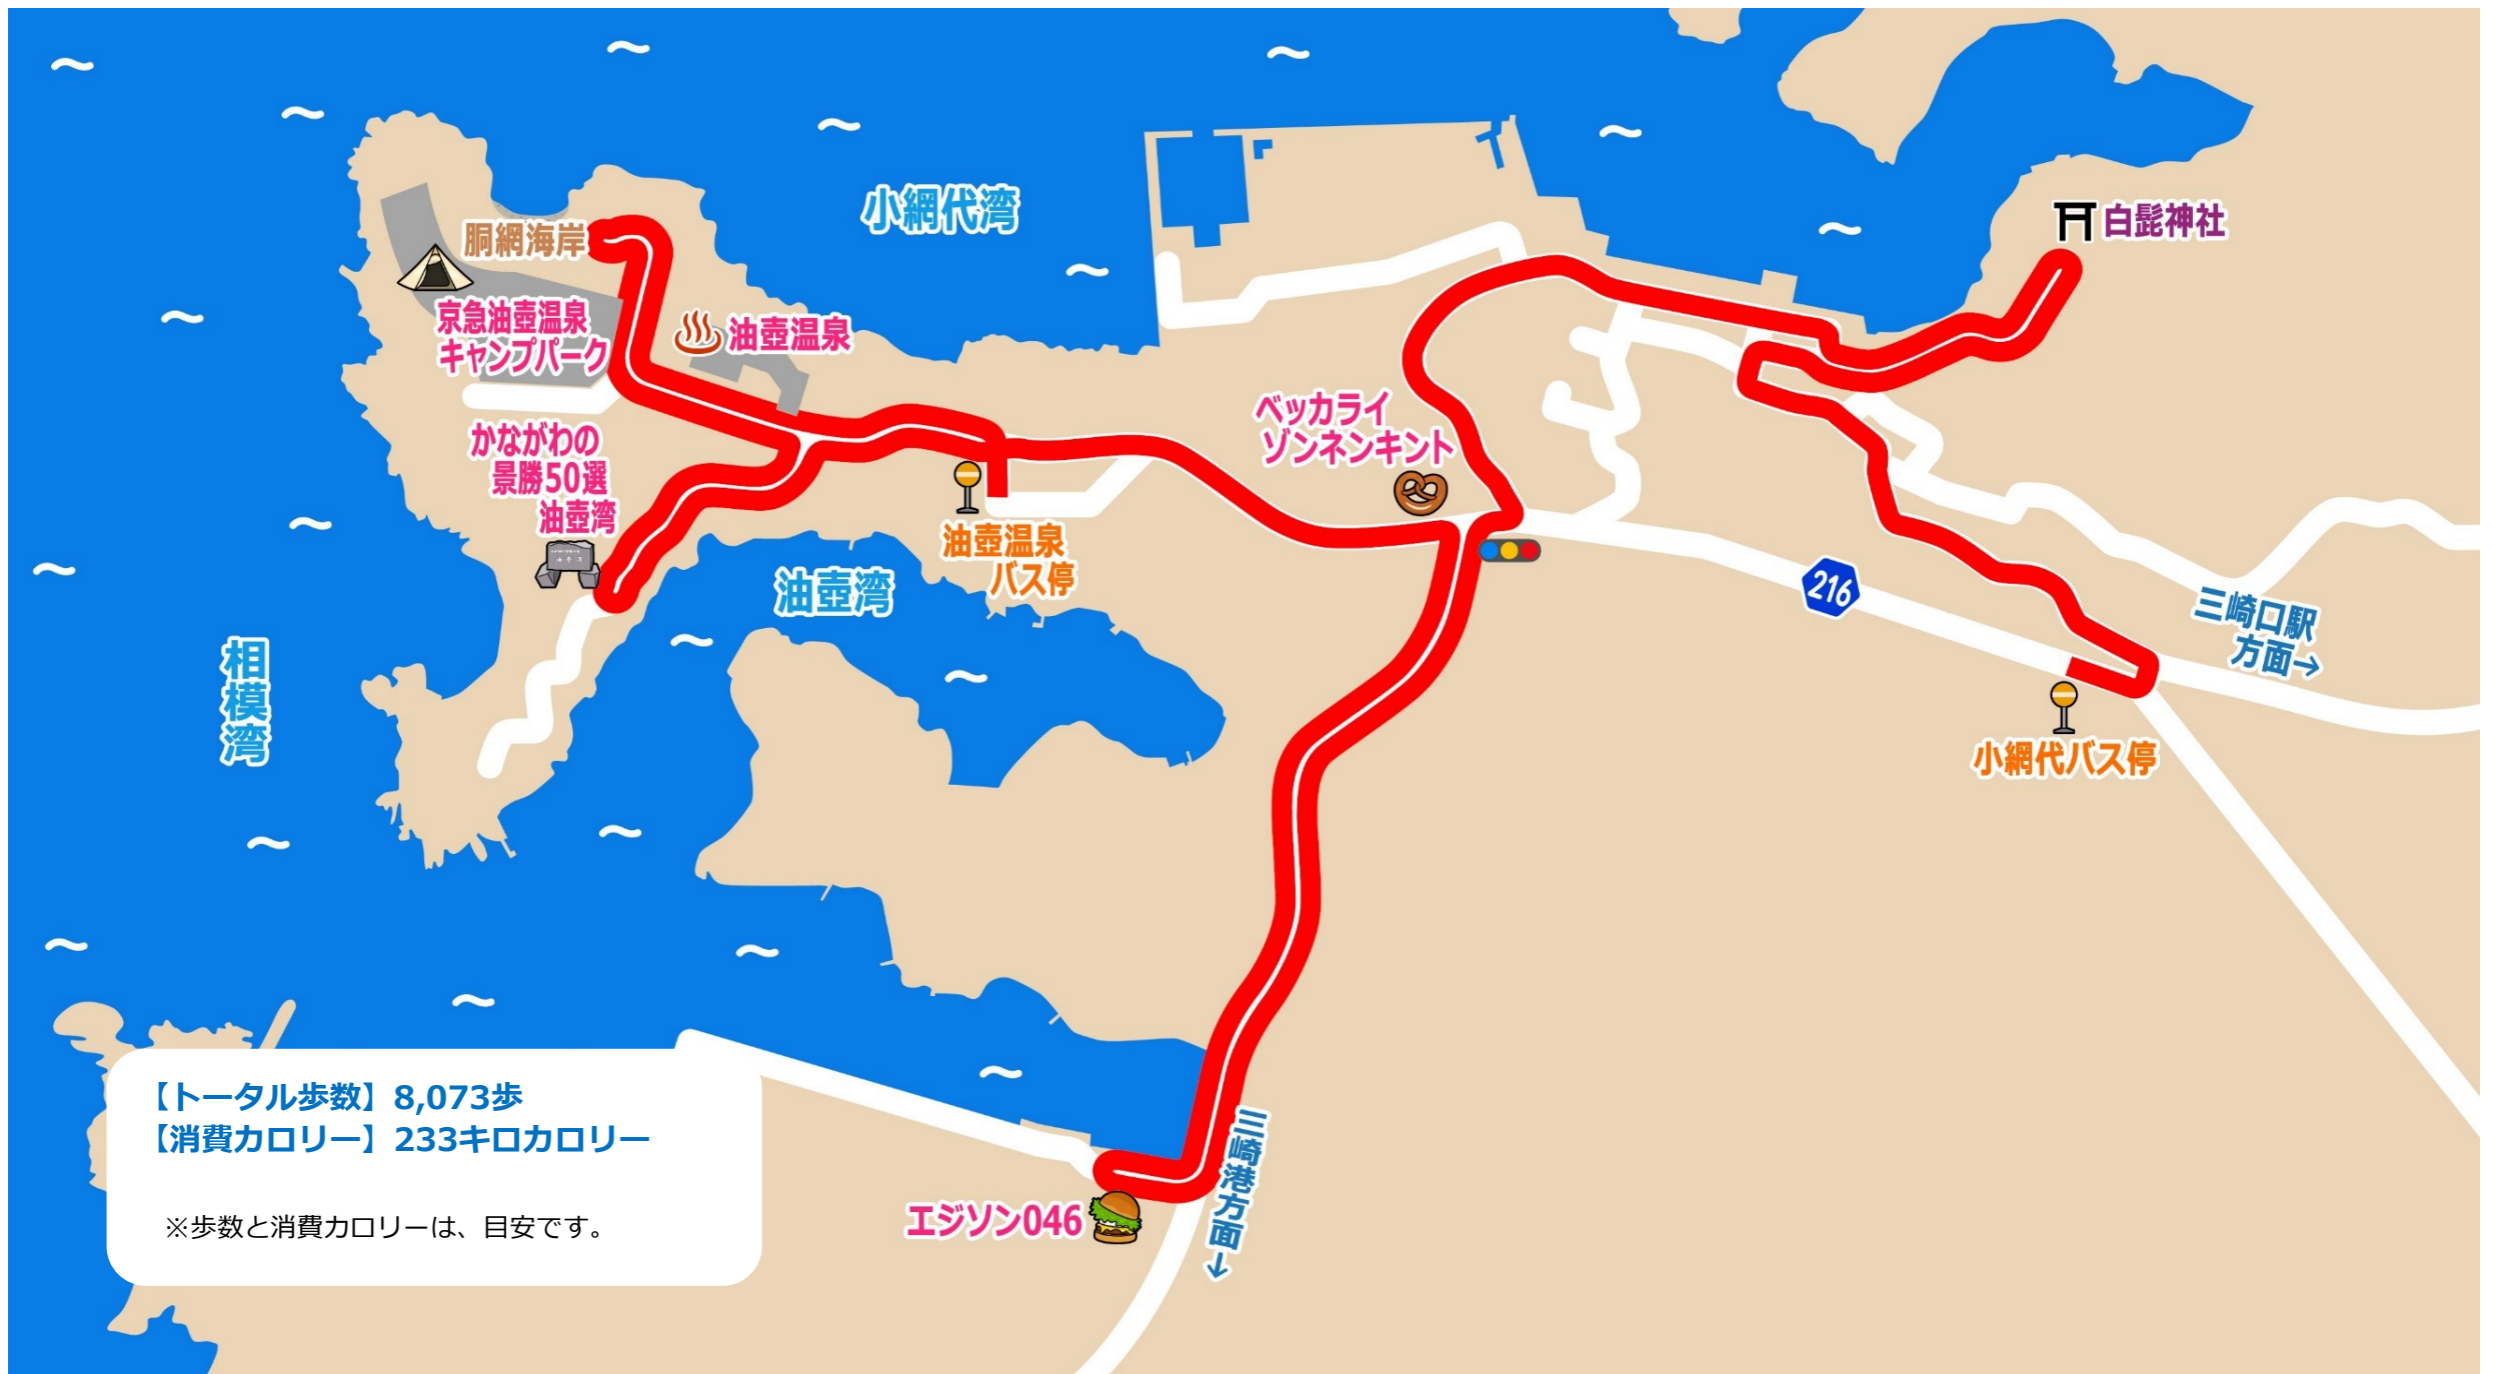 小網代湾
白髭神社
胴網海岸
京急油壺温泉
キャンプパーク
油壺温泉
ベッカライ
ゾンネンキント
かながわの
景勝50選
油壺湾
油壺温泉
バス停
油壺湾
216
三崎口駅
方面→
相模湾
小網代バス停
【トータル歩数】8,073歩
【消費カロリー】233キロカロリー
※歩数と消費カロリーは、目安です。
エジソン046
三崎港方面→